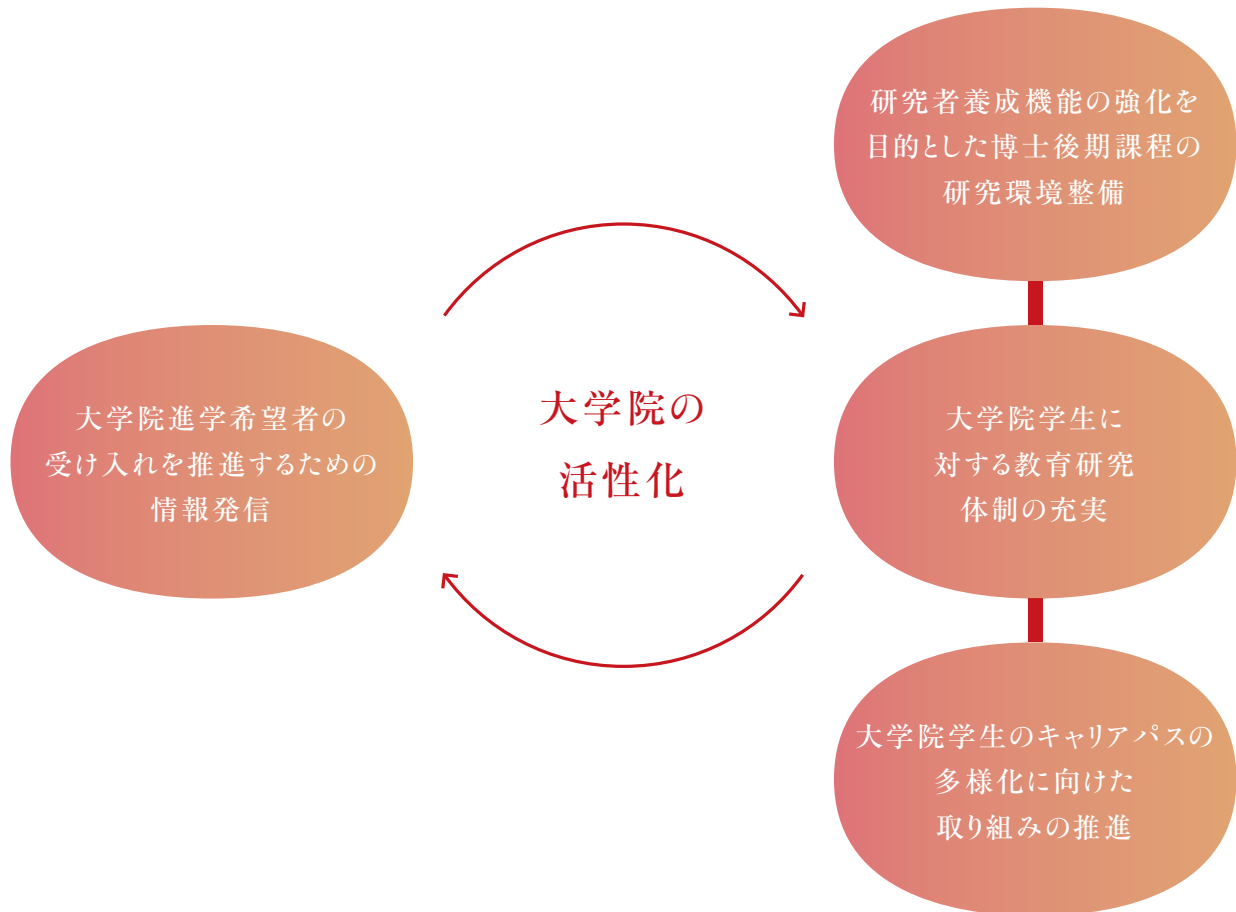 研究者養成機能の強化を
目的とした博士後期課程の
研究環境整備
大学院進学希望者の
受け入れを推進するための
情報発信
大学院の
活性化
大学院学生に
対する教育研究
体制の充実
大学院学生のキャリアパスの
多様化に向けた
取り組みの推進